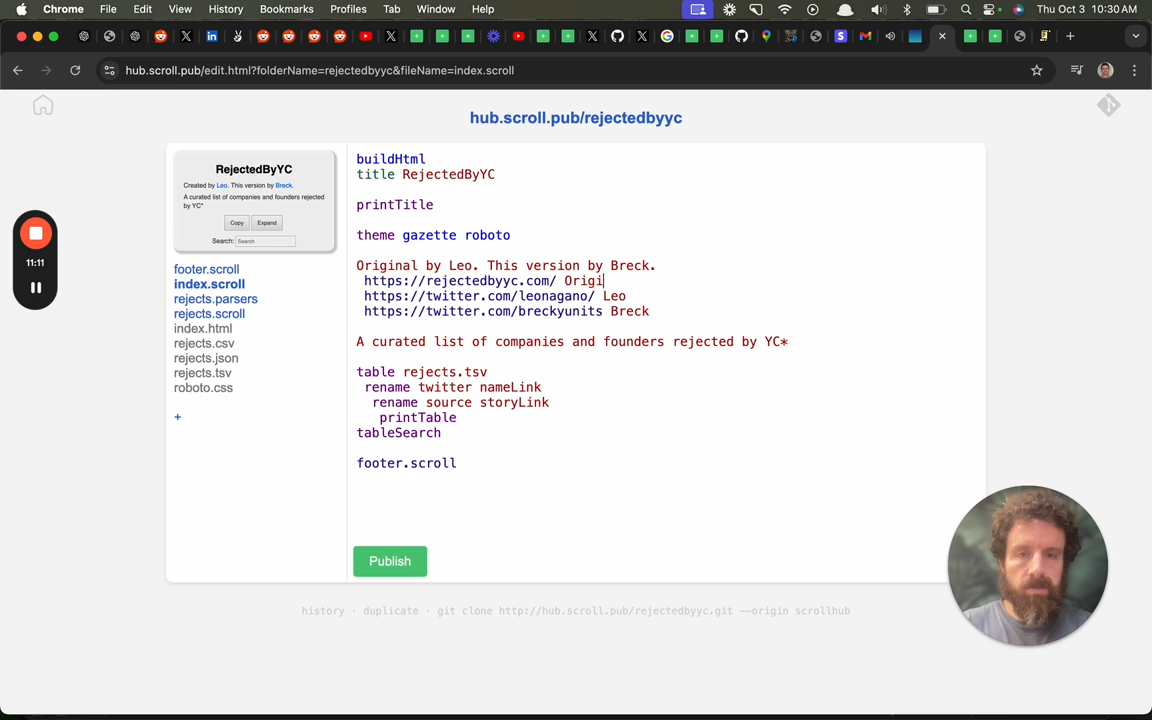 Chrome File Edit View History Bookmarks Profiles Tab Window Help Thu Oct 3 10:30 AM
hub.scroll.pub/edit.html?folderName=rejectedbyyc&fileName=index.scroll
hub.scroll.pub/rejectedbyyc
RejectedByYC
Created by Leo. This version by Breck.
A curated list of companies and founders rejected
by YC*
Copy Expand
Search: Search
footer.scroll
index.scroll
rejects.parsers
rejects.scroll
index.html
rejects.csv
rejects.json
rejects.tsv
roboto.css
+
buildHtml
title RejectedByYC
printTitle
theme gazette roboto
Original by Leo. This version by Breck.
https://rejectedbyyc.com/ Origi
https://twitter.com/leonagano/ Leo
https://twitter.com/breckyunits Breck
A curated list of companies and founders rejected by YC*
table rejects.tsv
rename twitter nameLink
rename source storyLink
printTable
tableSearch
footer.scroll
Publish
history · duplicate · git clone http://hub.scroll.pub/rejectedbyyc.git --origin scrollhub
11:11